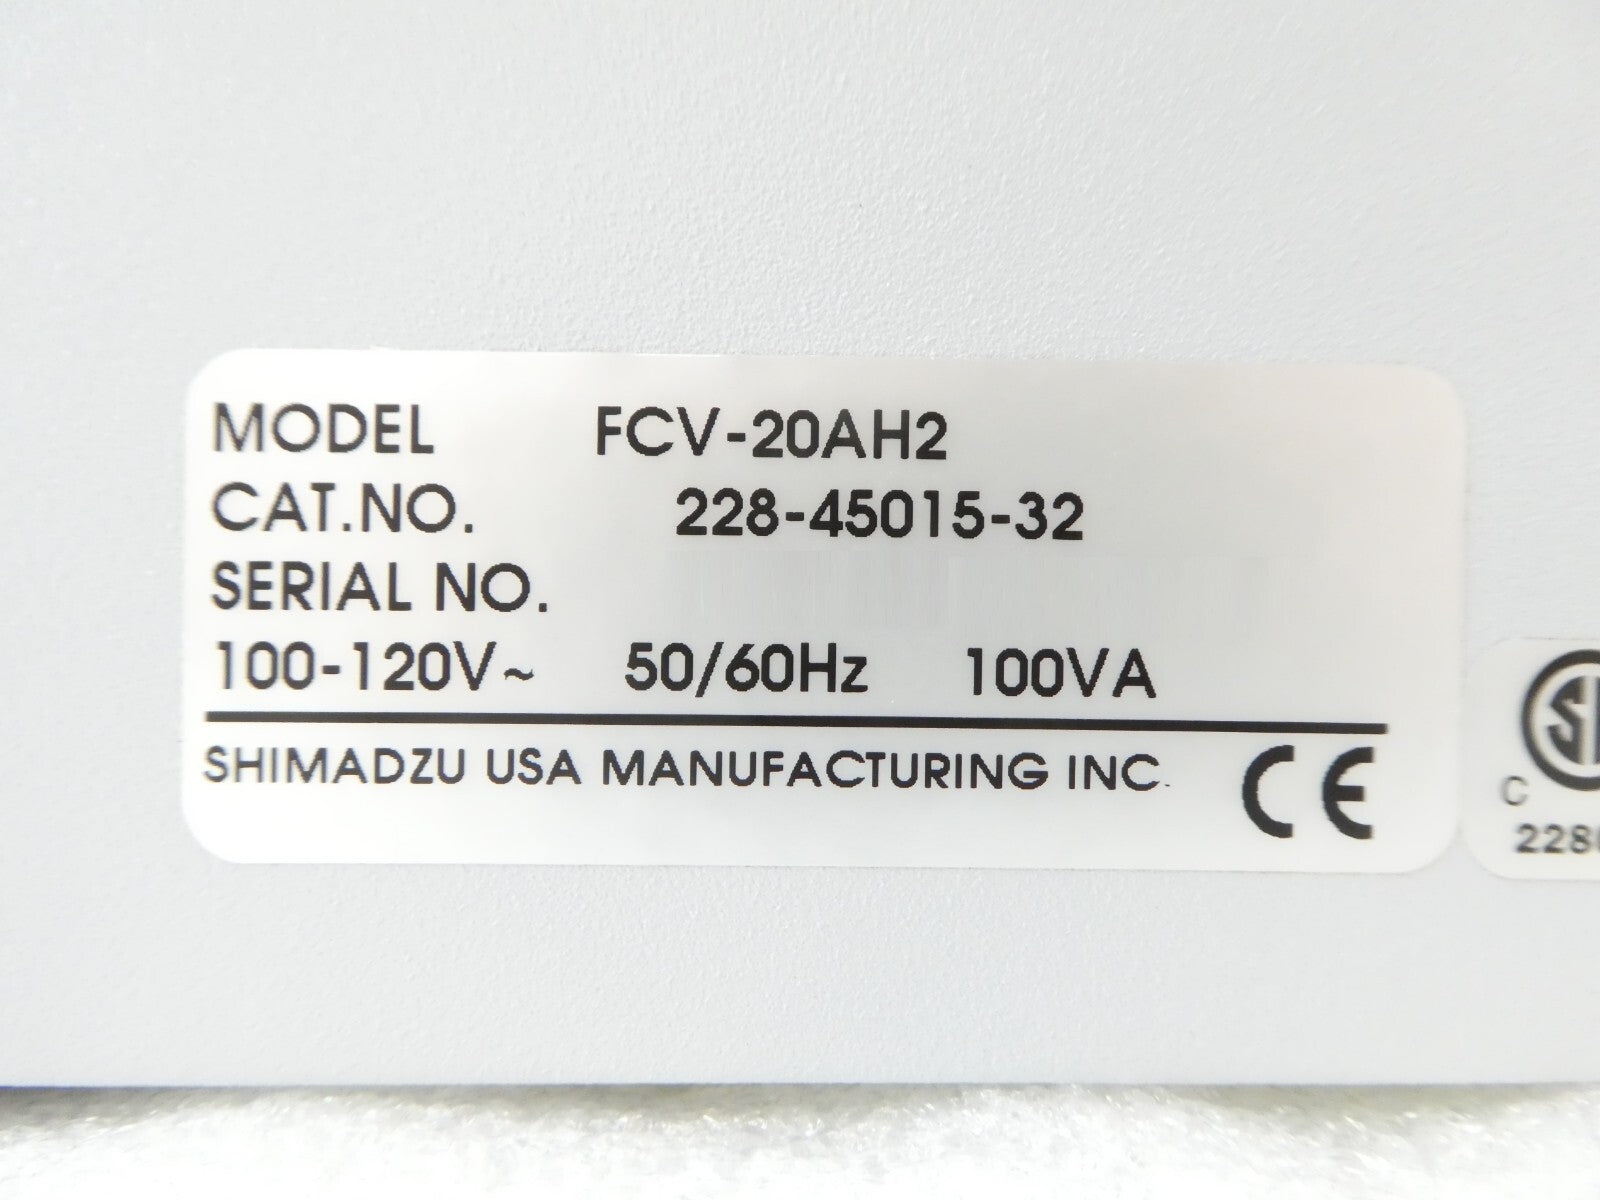 MODEL FCV-20AH2
CAT.NO. 228-45015-32
SERIAL NO.
100-120V~ 50/60Hz 100VA
SHIMADZU USA MANUFACTURING INC.
CE
C
228